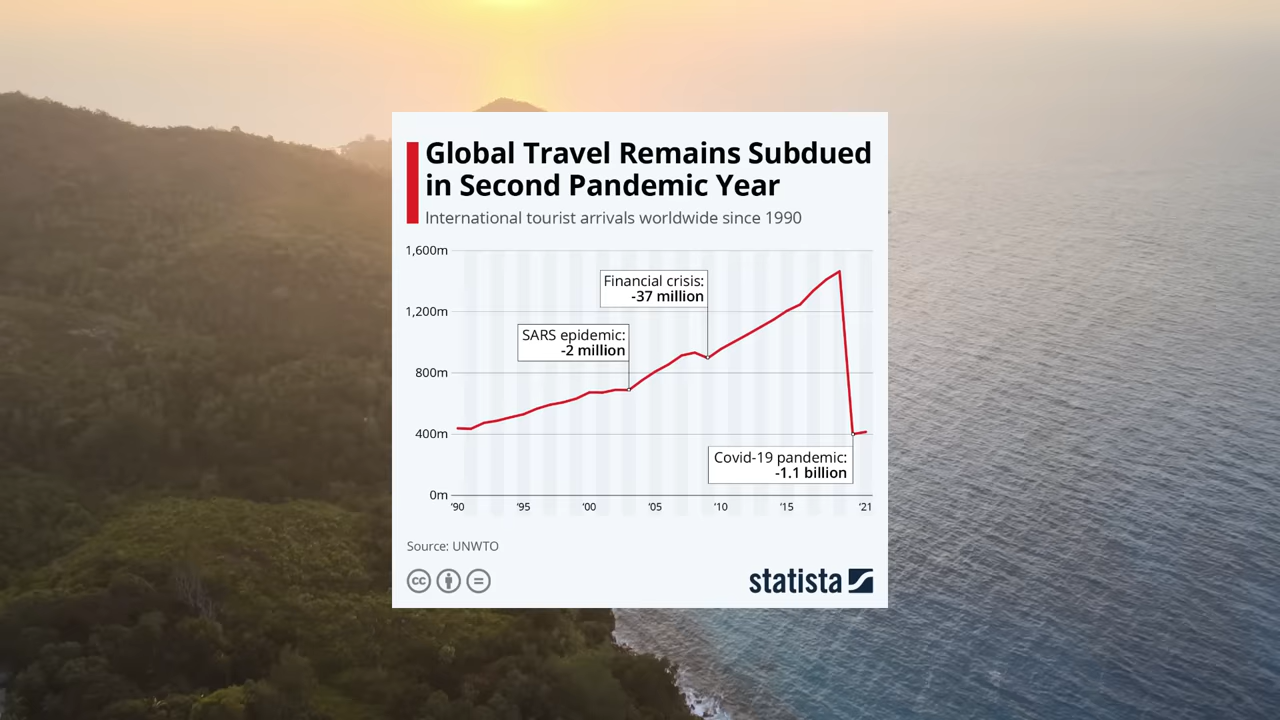 Global Travel Remains Subdued
in Second Pandemic Year
International tourist arrivals worldwide since 1990
1,600m
Financial crisis:
-37 million
1,200m
SARS epidemic:
-2 million
800m
400m
Covid-19 pandemic:
-1.1 billion
0m
'90 '95 '00 '05 '10 '15 '21
Source: UNWTO
cc
statista